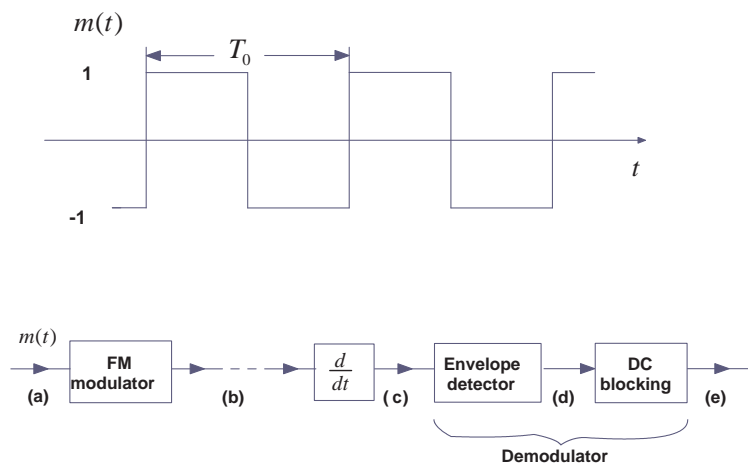 m(t)
T₀
1
-1
t
m(t)
FM
modulator
d
dt
Envelope
detector
DC
blocking
(a)
(b)
( c)
(d)
(e)
Demodulator